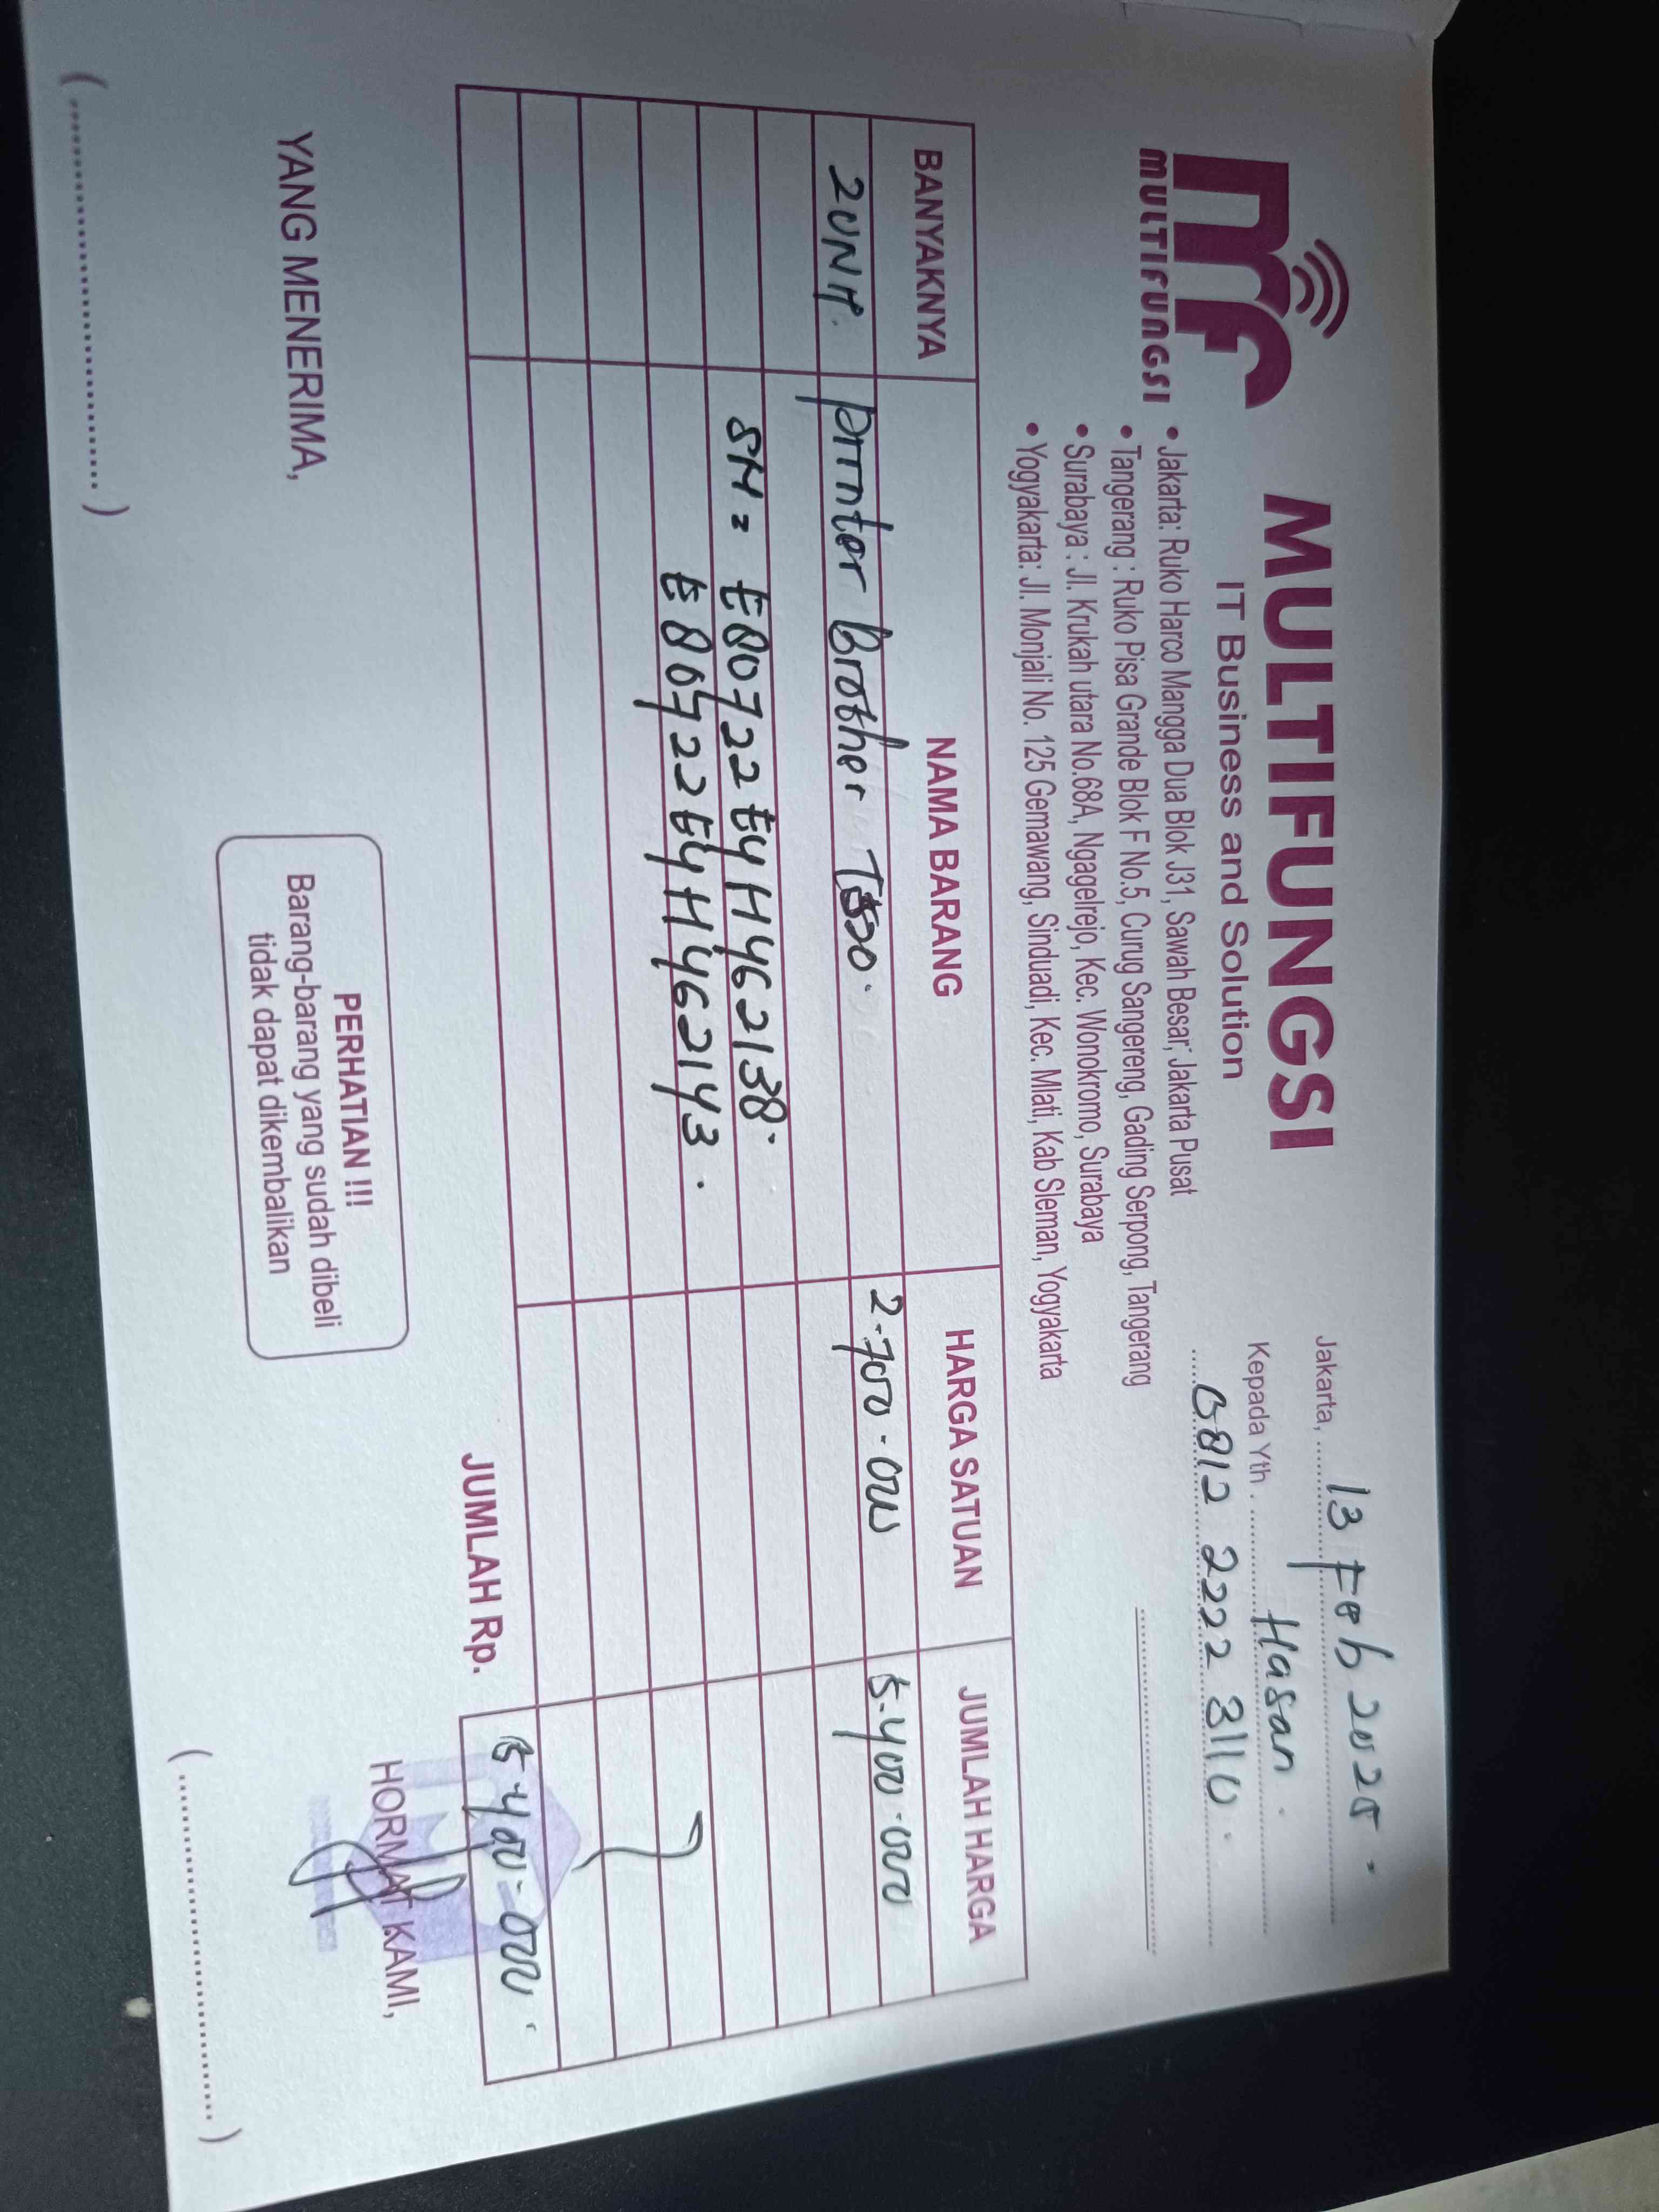 MULTIFUNGSI
MULTIFUNGSI
IT Business and Solution
• Jakarta: Ruko Harco Mangga Dua Blok J31, Sawah Besar, Jakarta Pusat
• Tangerang : Ruko Pisa Grande Blok F No.5, Curug Sangereng, Gading Serpong, Tangerang
• Surabaya : Jl. Krukah utara No.68A, Ngagelrejo, Kec. Wonokromo, Surabaya
• Yogyakarta: Jl. Monjali No. 125 Gemawang, Sinduadi, Kec. Mlati, Kab Sleman, Yogyakarta
Jakarta, 13 Feb 2025.
Kepada Yth. Hasan.
0812 2222 3110.
BANYAKNYA NAMA BARANG HARGA SATUAN JUMLAH HARGA
2 UNit. Printer Brother 2.700.000 5.400.000
SN = E80722E4H462138.
E80722E4H462143.
JUMLAH Rp. 5.400.000.
YANG MENERIMA,
PERHATIAN !!!
Barang-barang yang sudah dibeli
tidak dapat dikembalikan
HORMAT KAMI,
(....................................)
(....................................)